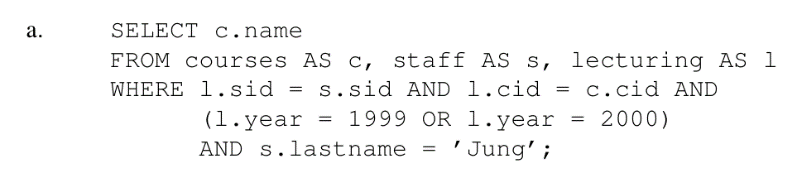 a. SELECT c.name
FROM courses AS c, staff AS s, lecturing AS l
WHERE l.sid = s.sid AND l.cid = c.cid AND
(l.year = 1999 OR l.year = 2000)
AND s.lastname = 'Jung';